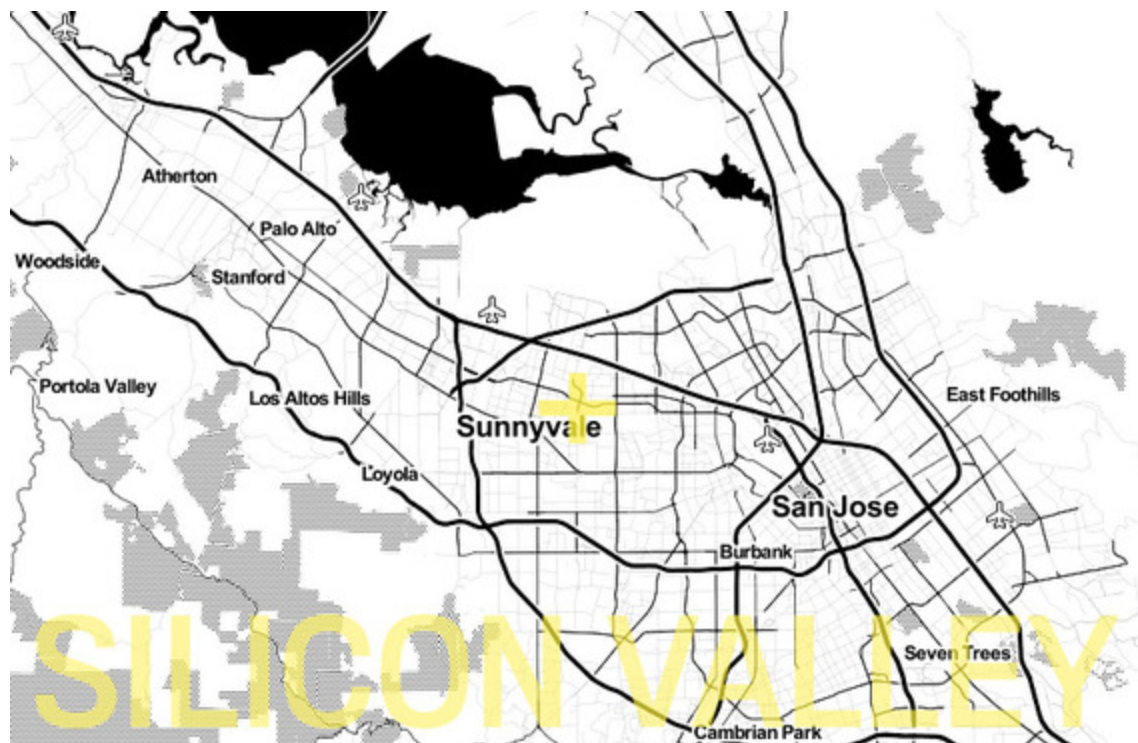 Atherton
Palo Alto
Woodside
Stanford
Portola Valley
Los Altos Hills
East Foothills
Sunnyvale
Loyola
San Jose
Burbank
SILICON VALLEY
Seven Trees
Cambrian Park